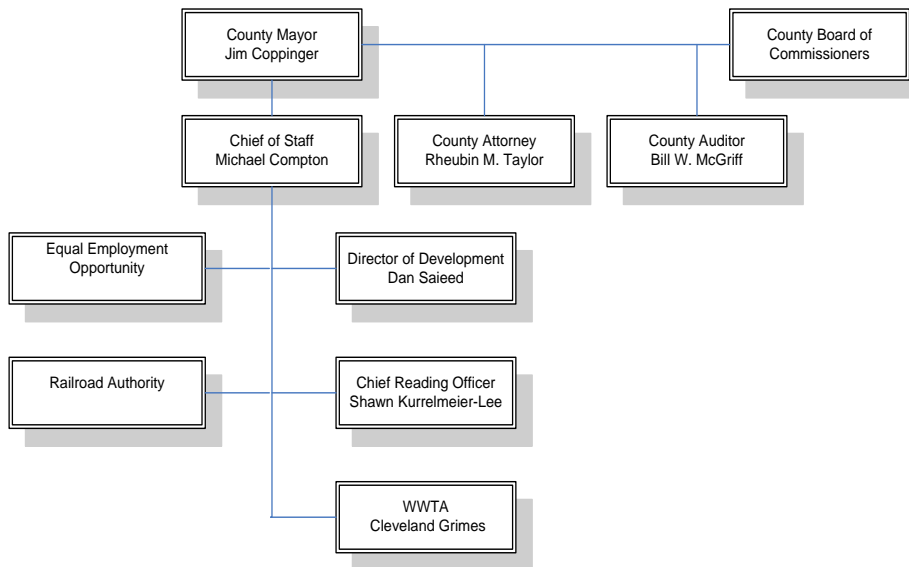 County Mayor
Jim Coppinger
County Board of
Commissioners
Chief of Staff
Michael Compton
County Attorney
Rheubin M. Taylor
County Auditor
Bill W. McGriff
Equal Employment
Opportunity
Director of Development
Dan Saieed
Railroad Authority
Chief Reading Officer
Shawn Kurrelmeier-Lee
WWTA
Cleveland Grimes